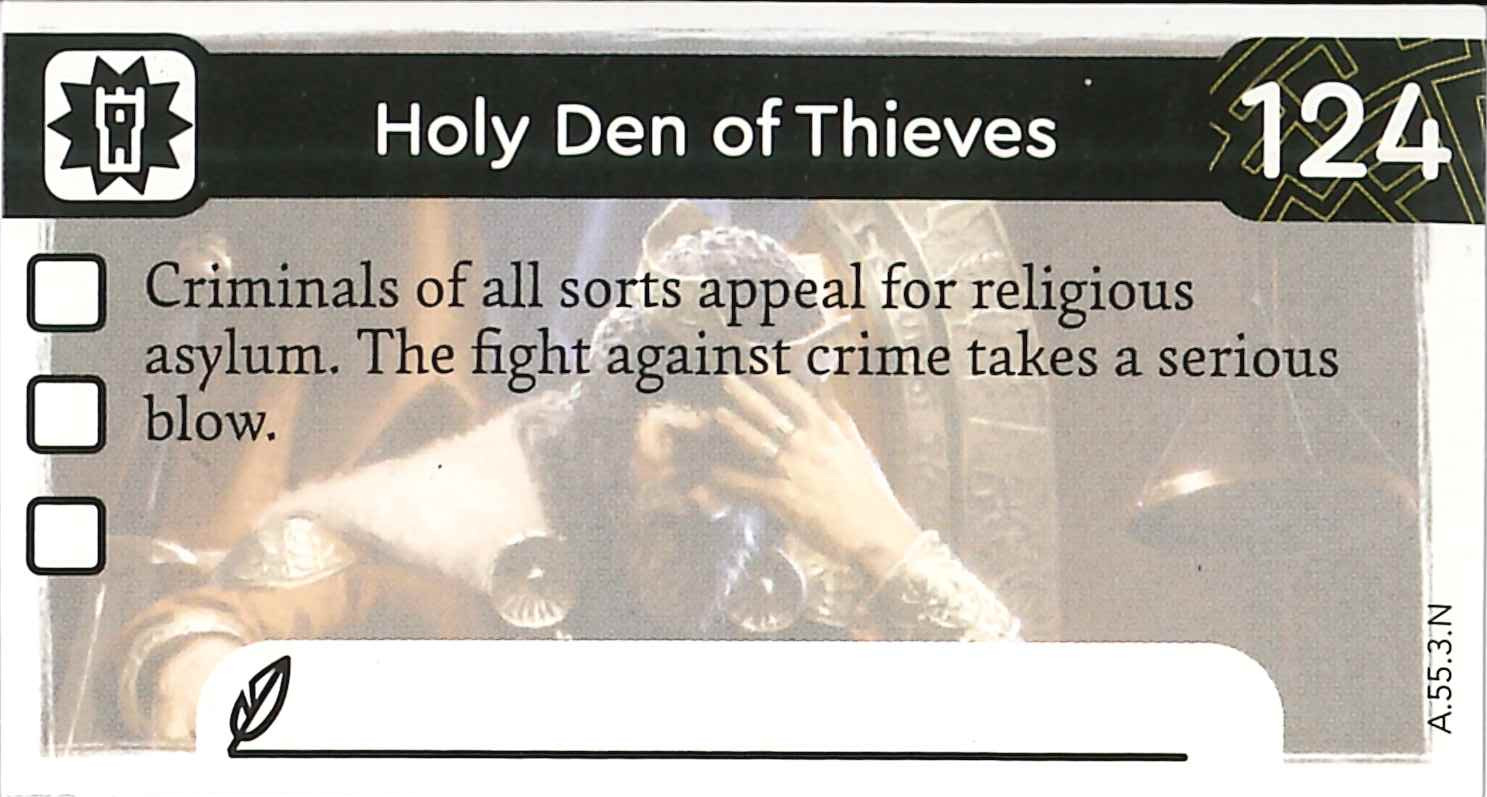 Holy Den of Thieves
124
Criminals of all sorts appeal for religious
asylum. The fight against crime takes a serious
blow.
A.55.3.N